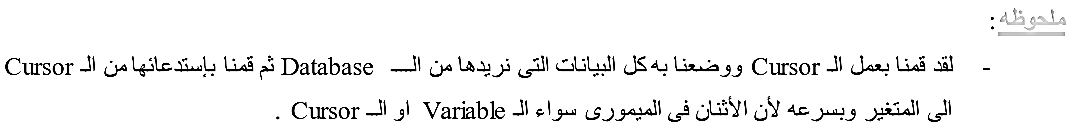 ملحوظه :
- لقد قمنا بعمل الـ Cursor ووضعنا به كل البيانات التى نريدها من الـــ Database ثم قمنا بإستدعائها من الـ Cursor
الى المتغير وبسرعه لأن الأثنان فى الميمورى سواء الـ Variable او الــ Cursor .